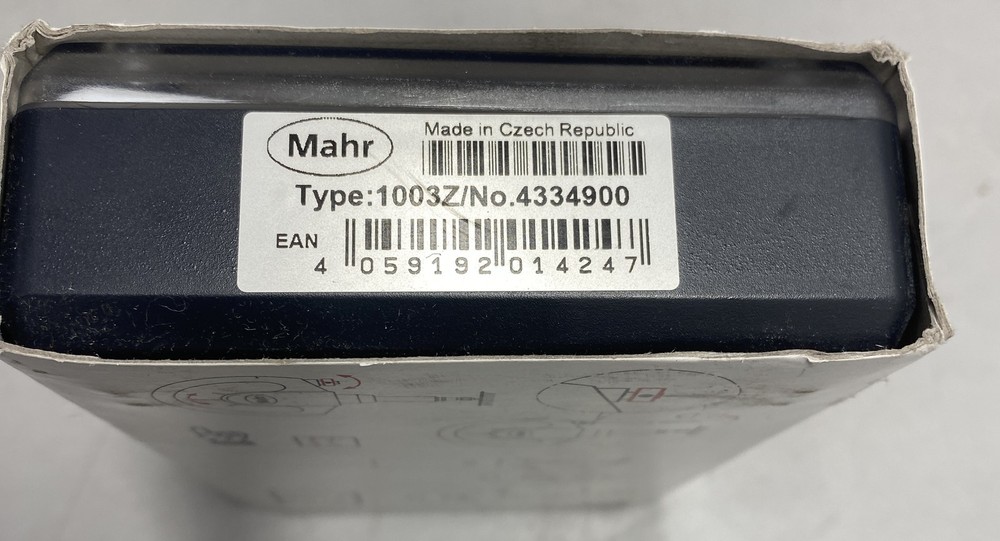 Mahr
Made in Czech Republic
Type:1003Z/No.4334900
EAN
4 059192 014247